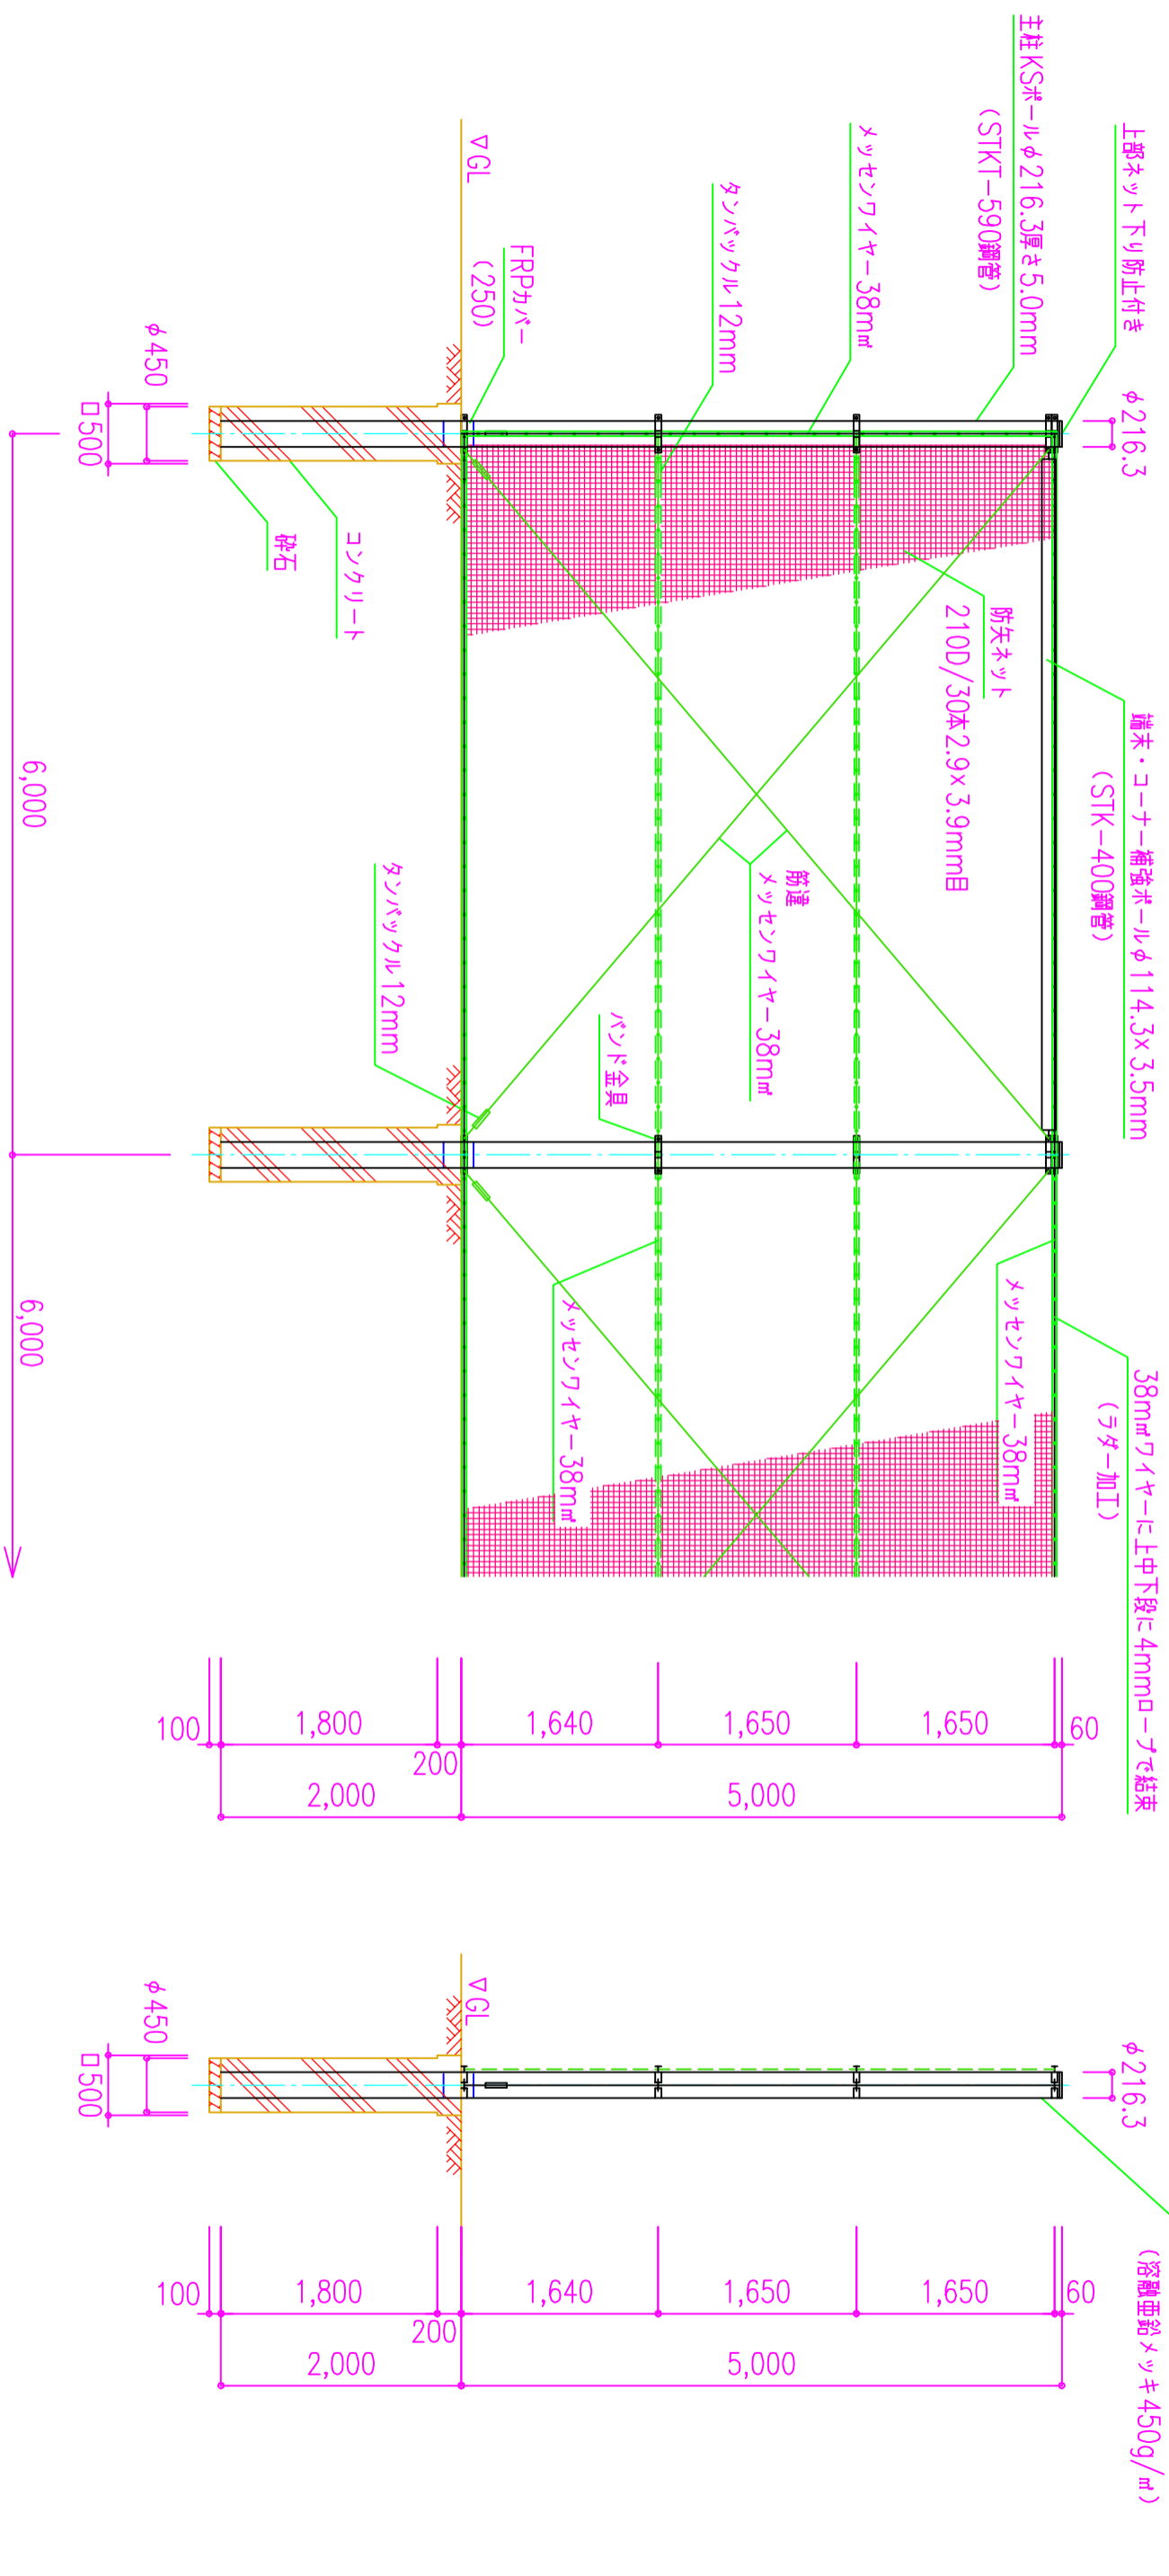 上部ネット下り防止付き
主柱KSポールφ216.3厚さ5.0mm
(STKT-590鋼管)
メッセンワイヤー38m㎡
タンバックル12mm
▽GL
FRPカバー
(250)
φ216.3
φ450
□500
砕石
コンクリート
端末・コーナー補強ポールφ114.3×3.5mm
(STK-400鋼管)
防矢ネット
210D/30本2.9×3.9mm目
筋違
メッセンワイヤー38m㎡
バンド金具
タンバックル12mm
6,000
38m㎡ワイヤーに上中下段に4mmロープで結束
(ラダー加工)
メッセンワイヤー38m㎡
メッセンワイヤー38m㎡
6,000
60
1,650
1,650
1,640
200
1,800
100
5,000
2,000
φ216.3
▽GL
φ450
□500
(溶融亜鉛メッキ450g/㎡)
60
1,650
1,650
1,640
200
1,800
100
5,000
2,000